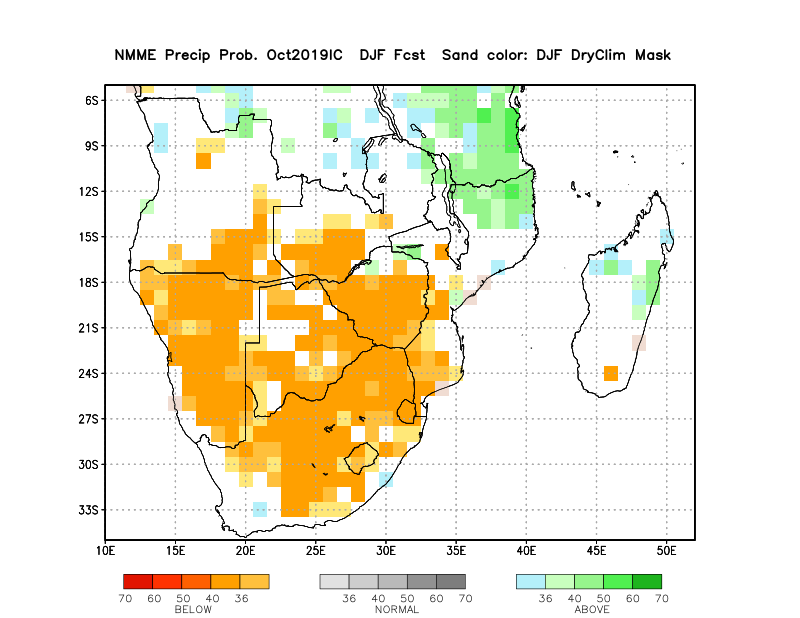 NMME Precip Prob. Oct2019IC  DJF Fcst  Sand color: DJF DryClim Mask
6S
9S
12S
15S
18S
21S
24S
27S
30S
33S
10E 15E 20E 25E 30E 35E 40E 45E 50E
70 60 50 40 36 36 40 50 60 70 36 40 50 60 70
BELOW NORMAL ABOVE